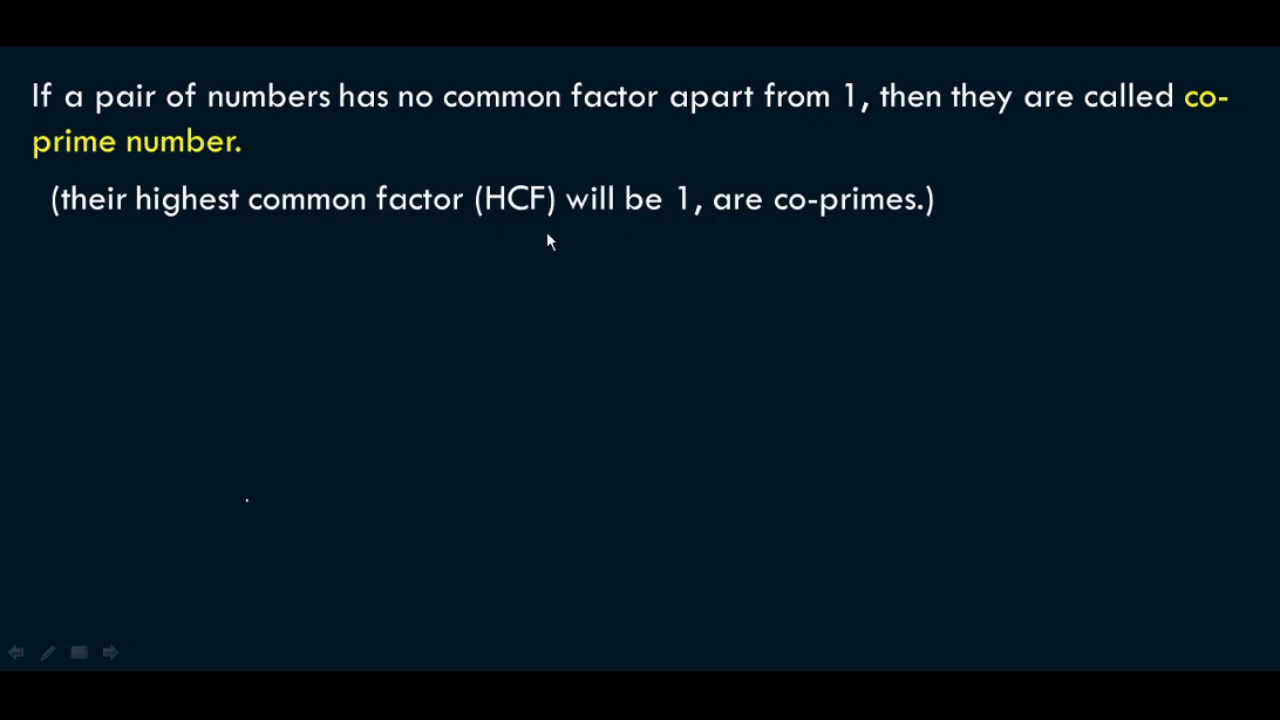 If a pair of numbers has no common factor apart from 1, then they are called co-
prime number.
(their highest common factor (HCF) will be 1, are co-primes.)